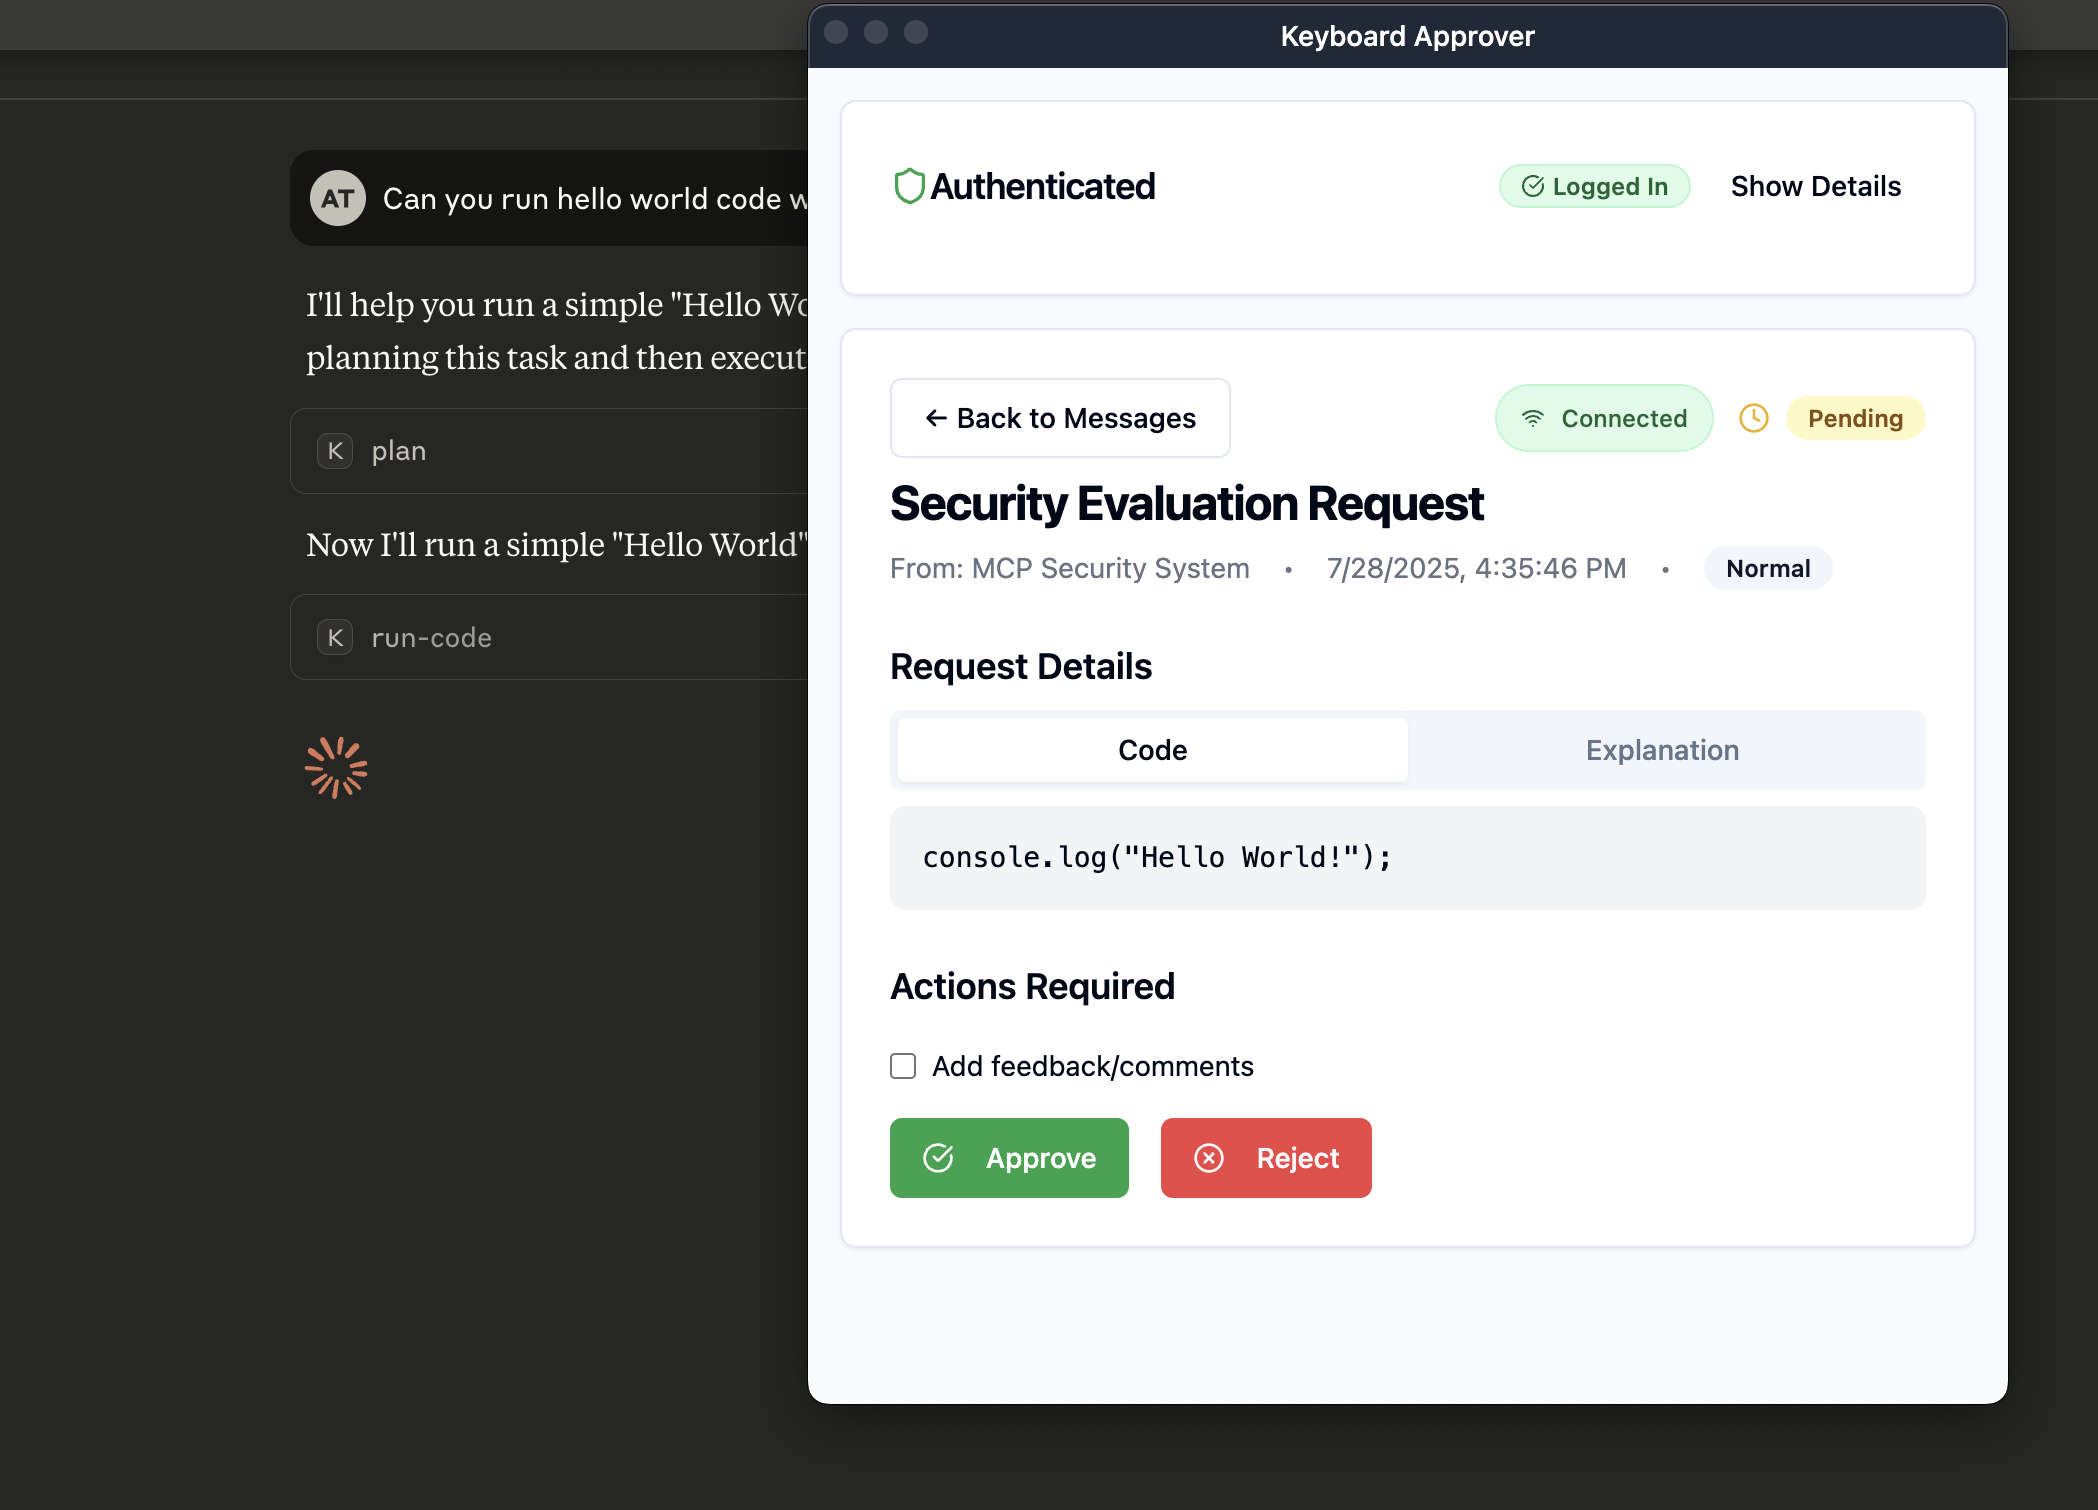 AT
Can you run hello world code w
I'll help you run a simple "Hello Wo
planning this task and then execut
K plan
Now I'll run a simple "Hello World"
K run-code
Keyboard Approver
Authenticated
Logged In
Show Details
← Back to Messages
Connected
Pending
Security Evaluation Request
From: MCP Security System • 7/28/2025, 4:35:46 PM • Normal
Request Details
Code
Explanation
console.log("Hello World!");
Actions Required
Add feedback/comments
Approve
Reject